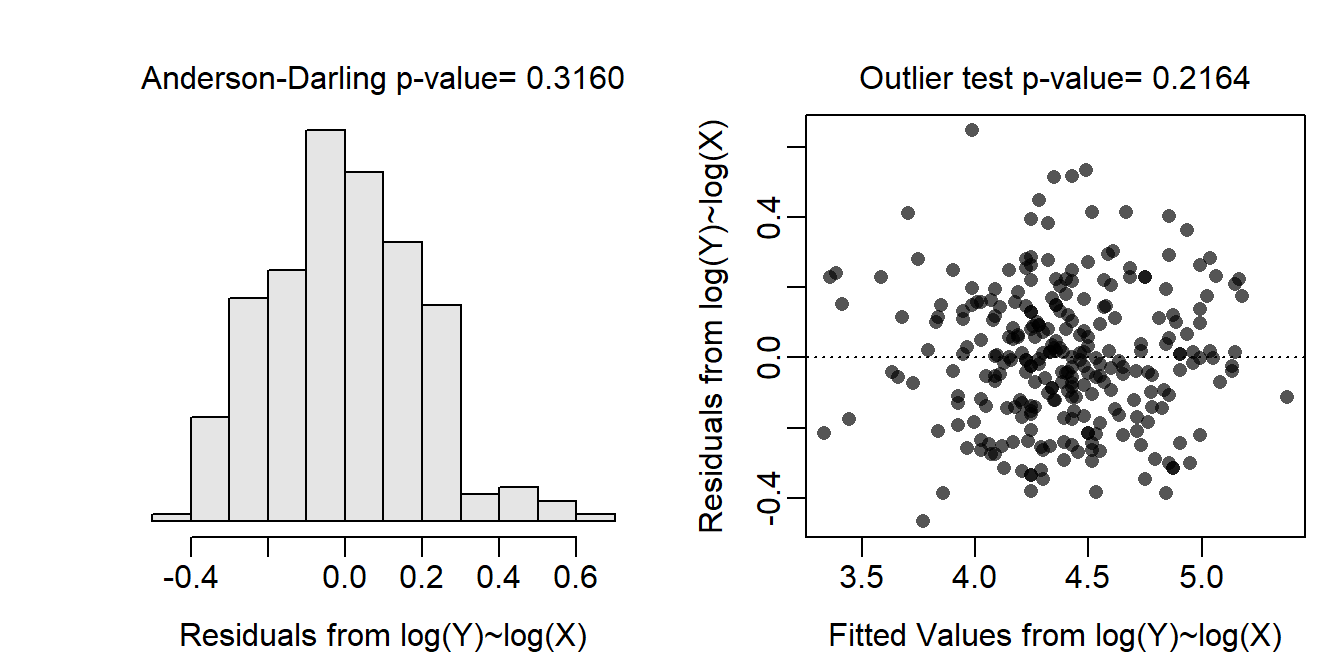 Anderson-Darling p-value= 0.3160
-0.4 0.0 0.2 0.4 0.6
Residuals from log(Y)~log(X)
Outlier test p-value= 0.2164
Residuals from log(Y)~log(X)
0.4
0.0
-0.4
3.5 4.0 4.5 5.0
Fitted Values from log(Y)~log(X)